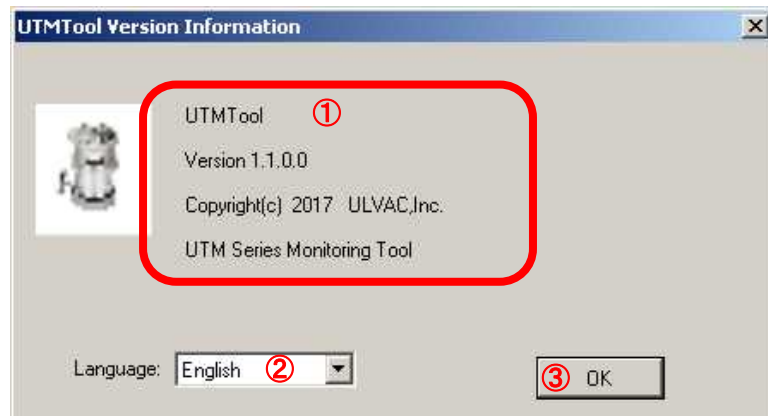 UTMTool Version Information
UTMTool ①
Version 1.1.0.0
Copyright(c) 2017 ULVAC,Inc.
UTM Series Monitoring Tool
Language: English ②
③ OK